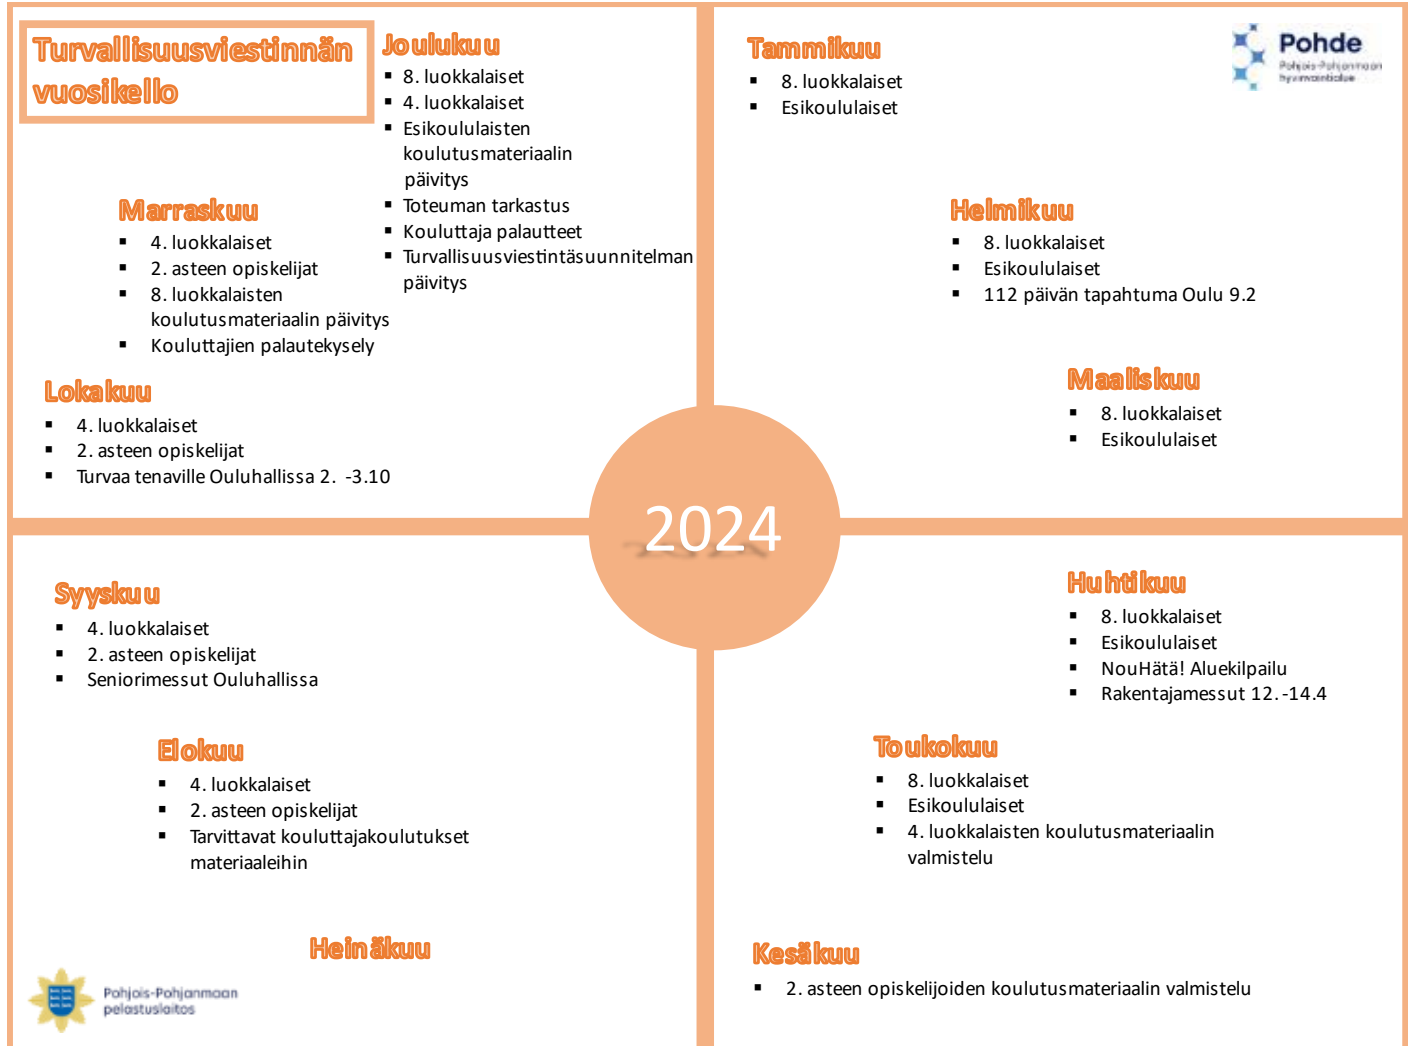 Turvallisuusviestinnän
vuosikello
Joulukuu
▪ 8. luokkalaiset
▪ 4. luokkalaiset
▪ Esikoululaisten
koulutusmateriaalin
päivitys
▪ Toteuman tarkastus
▪ Kouluttaja palautteet
▪ Turvallisuusviestintäsuunnitelman
päivitys
Marraskuu
▪ 4. luokkalaiset
▪ 2. asteen opiskelijat
▪ 8. luokkalaisten
koulutusmateriaalin päivitys
▪ Kouluttajien palautekysely
Lokakuu
▪ 4. luokkalaiset
▪ 2. asteen opiskelijat
▪ Turvaa tenaville Ouluhallissa 2. -3.10
Tammikuu
▪ 8. luokkalaiset
▪ Esikoululaiset
Pohde
Pohjois-Pohjanmaan
hyvinvointialue
Helmikuu
▪ 8. luokkalaiset
▪ Esikoululaiset
▪ 112 päivän tapahtuma Oulu 9.2
Maaliskuu
▪ 8. luokkalaiset
▪ Esikoululaiset
2024
Syyskuu
▪ 4. luokkalaiset
▪ 2. asteen opiskelijat
▪ Seniorimessut Ouluhallissa
Elokuu
▪ 4. luokkalaiset
▪ 2. asteen opiskelijat
▪ Tarvittavat kouluttajakoulutukset
materiaaleihin
Heinäkuu
Pohjois-Pohjanmaan
pelastuslaitos
Huhtikuu
▪ 8. luokkalaiset
▪ Esikoululaiset
▪ NouHätä! Aluekilpailu
▪ Rakentajamessut 12.-14.4
Toukokuu
▪ 8. luokkalaiset
▪ Esikoululaiset
▪ 4. luokkalaisten koulutusmateriaalin
valmistelu
Kesäkuu
▪ 2. asteen opiskelijoiden koulutusmateriaalin valmistelu